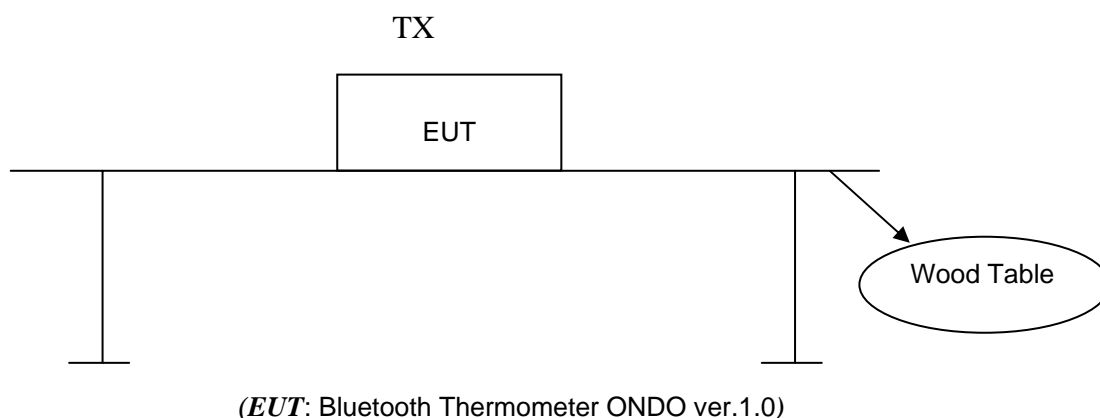 TX
EUT
Wood Table
(EUT: Bluetooth Thermometer ONDO ver.1.0)